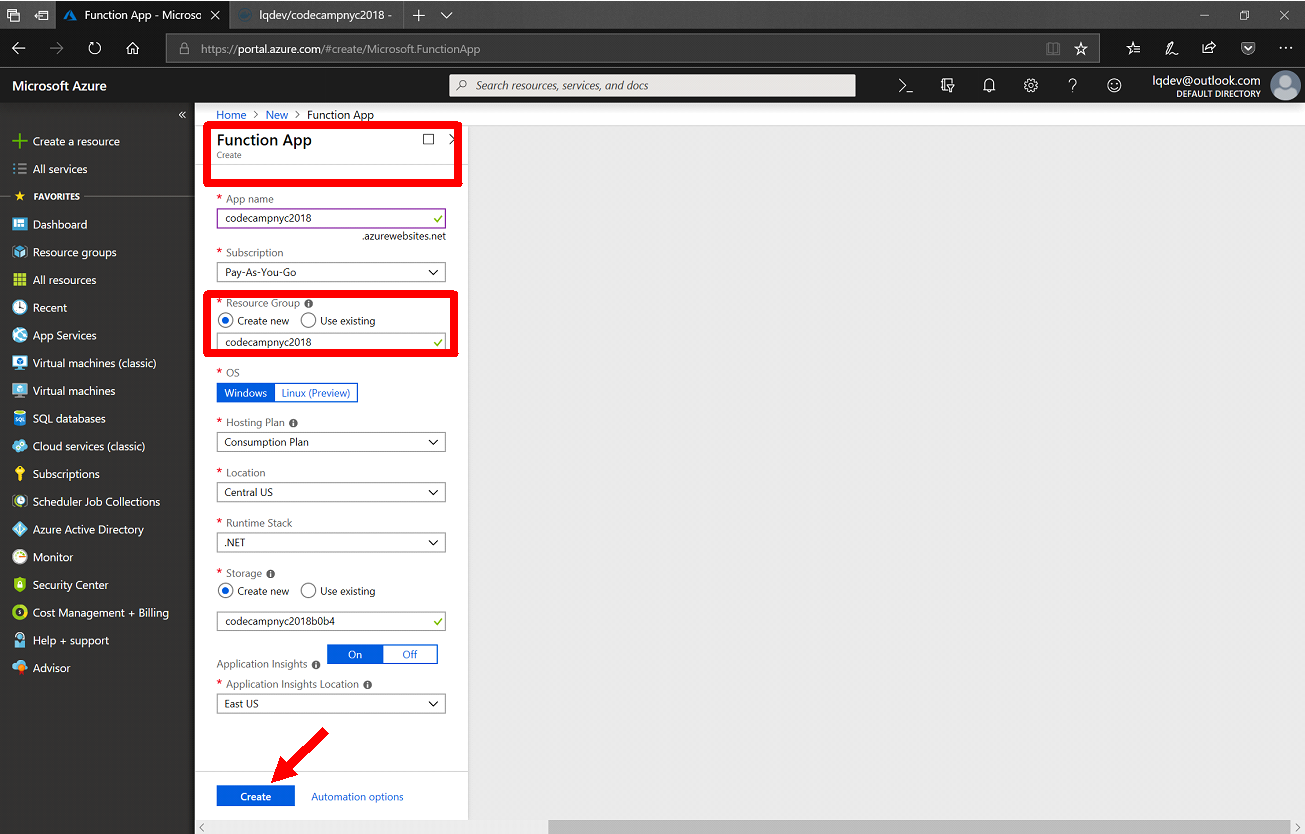 Function App - Microsc
lqdev/codecampnyc2018 -
https://portal.azure.com/#create/Microsoft.FunctionApp
Microsoft Azure
Search resources, services, and docs
lqdev@outlook.com
DEFAULT DIRECTORY
Create a resource
All services
FAVORITES
Dashboard
Resource groups
All resources
Recent
App Services
Virtual machines (classic)
Virtual machines
SQL databases
Cloud services (classic)
Subscriptions
Scheduler Job Collections
Azure Active Directory
Monitor
Security Center
Cost Management + Billing
Help + support
Advisor
Home > New > Function App
Function App
Create
* App name
codecampnyc2018
.azurewebsites.net
* Subscription
Pay-As-You-Go
* Resource Group
Create new Use existing
codecampnyc2018
* OS
Windows Linux (Preview)
* Hosting Plan
Consumption Plan
* Location
Central US
* Runtime Stack
.NET
* Storage
Create new Use existing
codecampnyc2018b0b4
On Off
Application Insights
* Application Insights Location
East US
Create Automation options